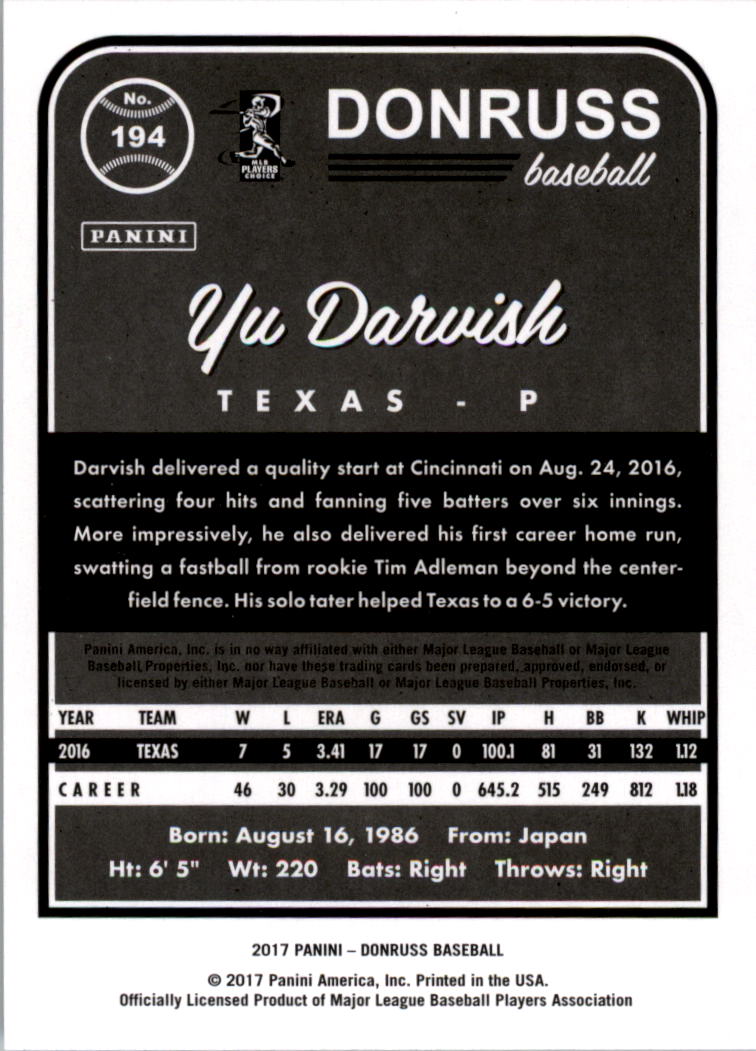 No.
194
MLB
PLAYERS
CHOICE
DONRUSS
baseball
PANINI
Yu Darvish
TEXAS - P
Darvish delivered a quality start at Cincinnati on Aug. 24, 2016,
scattering four hits and fanning five batters over six innings.
More impressively, he also delivered his first career home run,
swatting a fastball from rookie Tim Adleman beyond the center-
field fence. His solo tater helped Texas to a 6-5 victory.
Panini America, Inc. is in no way affiliated with either Major League Baseball or Major League
Baseball Properties, Inc. nor have these trading cards been prepared, approved, endorsed, or
licensed by either Major League Baseball or Major League Baseball Properties, Inc.
YEAR TEAM W L ERA G GS SV IP H BB K WHIP
2016 TEXAS 7 5 3.41 17 17 0 100.1 81 31 132 1.12
CAREER 46 30 3.29 100 100 0 645.2 515 249 812 1.18
Born: August 16, 1986 From: Japan
Ht: 6' 5" Wt: 220 Bats: Right Throws: Right
2017 PANINI – DONRUSS BASEBALL
© 2017 Panini America, Inc. Printed in the USA.
Officially Licensed Product of Major League Baseball Players Association